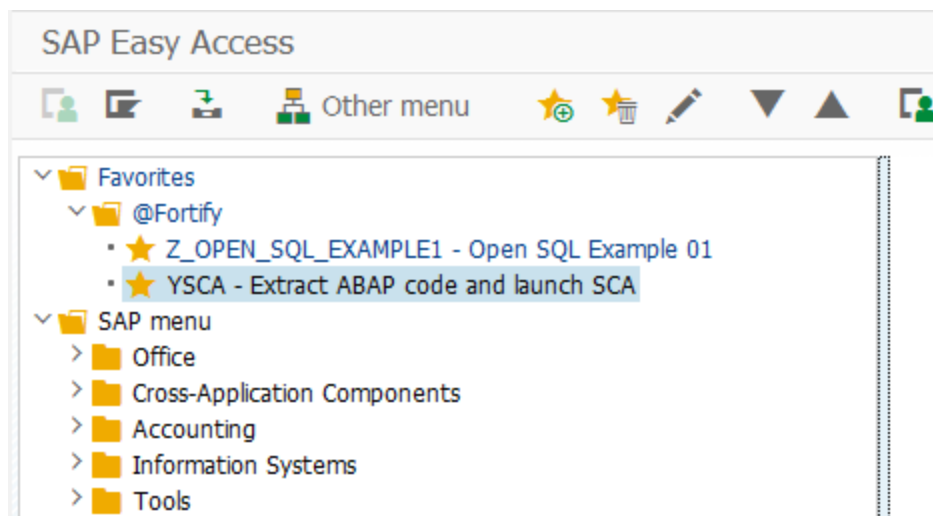 SAP Easy Access
Other menu
Favorites
@Fortify
Z_OPEN_SQL_EXAMPLE1 - Open SQL Example 01
YSCA - Extract ABAP code and launch SCA
SAP menu
Office
Cross-Application Components
Accounting
Information Systems
Tools